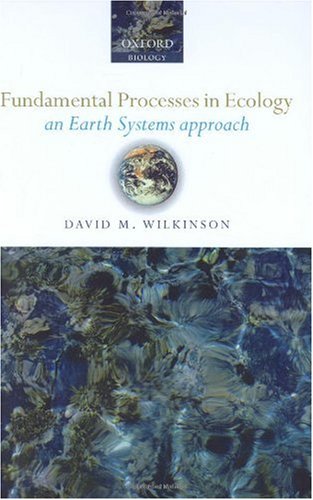 OXFORD
BIOLOGY
Fundamental Processes in Ecology
an Earth Systems approach
DAVID M. WILKINSON